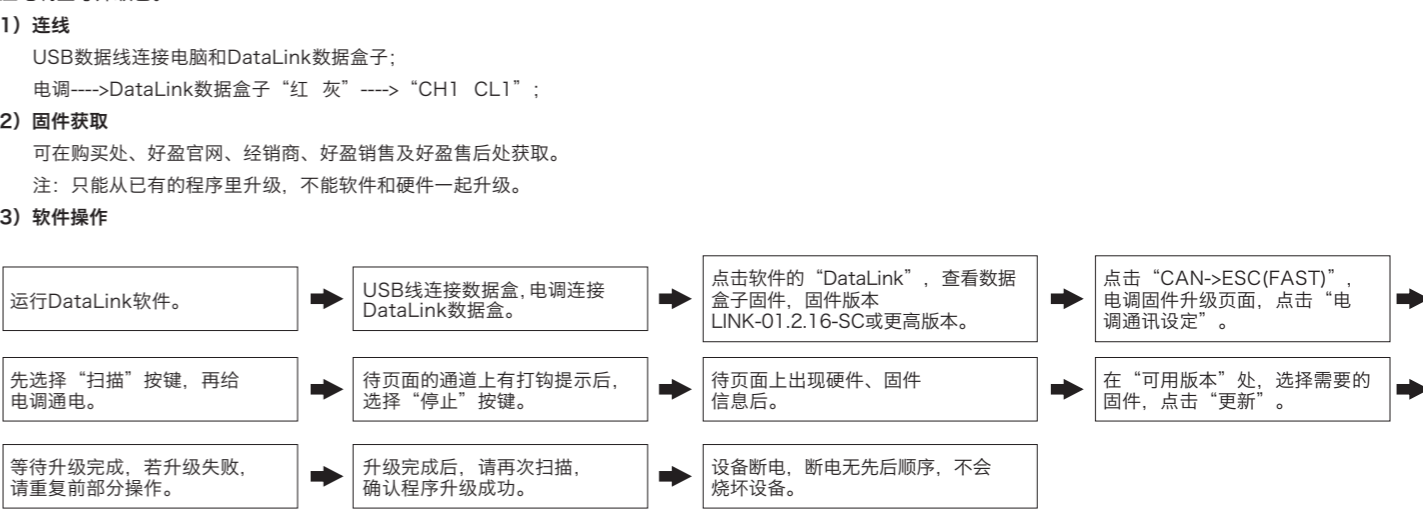 1）连线
USB数据线连接电脑和DataLink数据盒子；
电调---->DataLink数据盒子“红 灰”---->“CH1 CL1”；
2）固件获取
可在购买处、好盈官网、经销商、好盈销售及好盈售后处获取。
注：只能从已有的程序里升级，不能软件和硬件一起升级。
3）软件操作
运行DataLink软件。
USB线连接数据盒，电调连接
DataLink数据盒。
点击软件的“DataLink”，查看数据
盒子固件，固件版本
LINK-01.2.16-SC或更高版本。
点击“CAN->ESC(FAST)”，
电调固件升级页面，点击“电
调通讯设定”。
先选择“扫描”按键，再给
电调通电。
待页面的通道上有打钩提示后，
选择“停止”按键。
待页面上出现硬件、固件
信息后。
在“可用版本”处，选择需要的
固件，点击“更新”。
等待升级完成，若升级失败，
请重复前部分操作。
升级完成后，请再次扫描，
确认程序升级成功。
设备断电，断电无先后顺序，不会
烧坏设备。